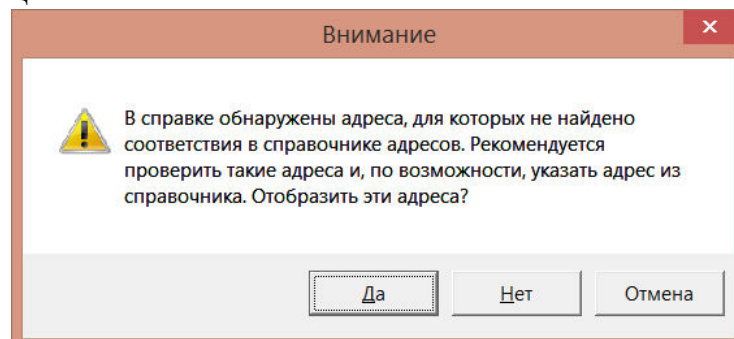 Внимание
В справке обнаружены адреса, для которых не найдено
соответствия в справочнике адресов. Рекомендуется
проверить такие адреса и, по возможности, указать адрес из
справочника. Отобразить эти адреса?
Да Нет Отмена